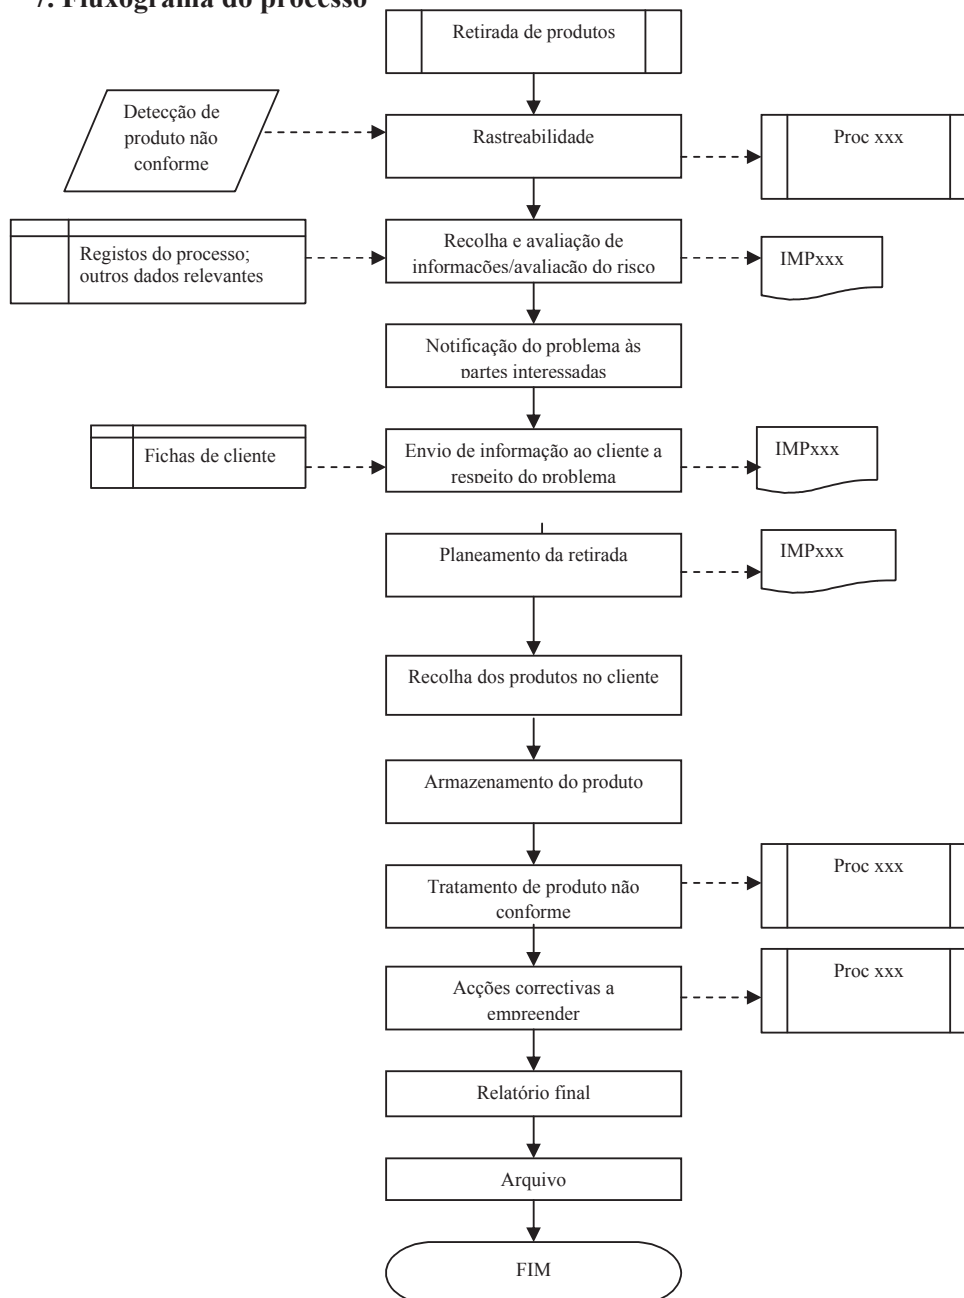 7. Fluxograma do processo
Retirada de produtos
Detecção de
produto não
conforme
Rastreabilidade
Proc xxx
Registos do processo;
outros dados relevantes
Recolha e avaliação de
informações/avaliação do risco
IMPxxx
Notificação do problema às
partes interessadas
Fichas de cliente
Envio de informação ao cliente a
respeito do problema
IMPxxx
Planeamento da retirada
IMPxxx
Recolha dos produtos no cliente
Armazenamento do produto
Tratamento de produto não
conforme
Proc xxx
Acções correctivas a
empreender
Proc xxx
Relatório final
Arquivo
FIM